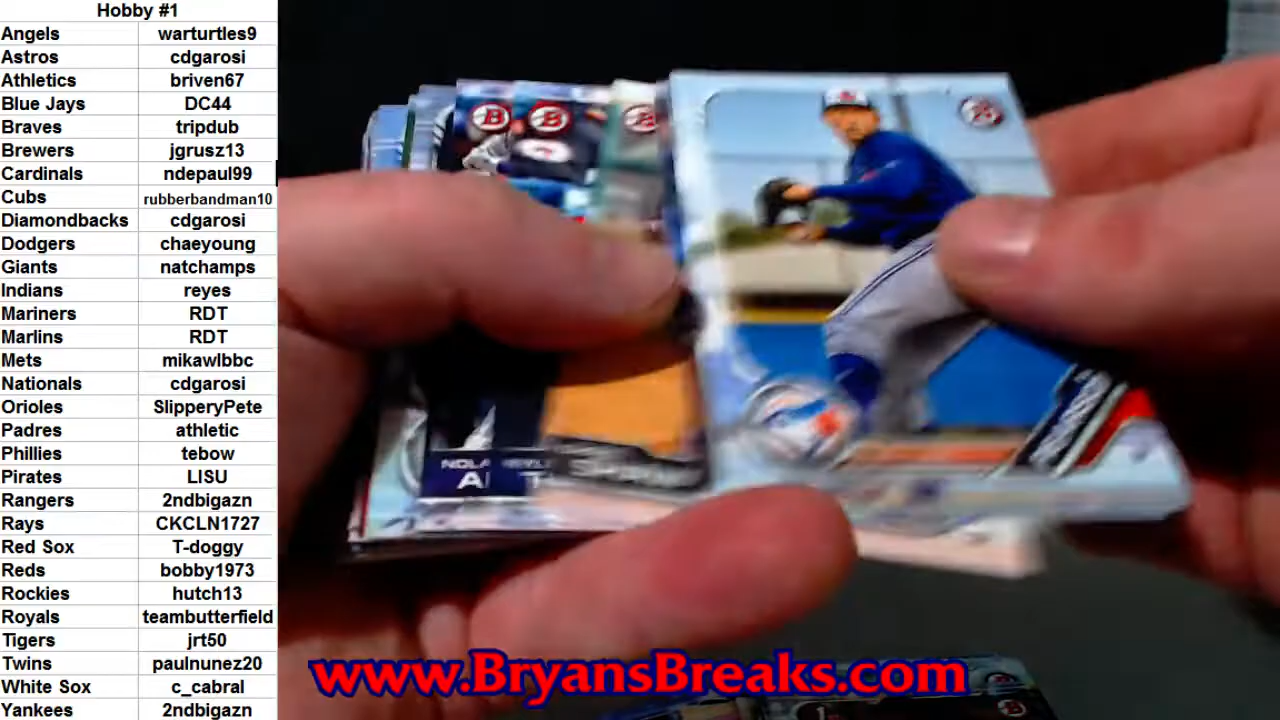 Hobby #1
Angels warturtles9
Astros cdgarosi
Athletics briven67
Blue Jays DC44
Braves tripdub
Brewers jgrusz13
Cardinals ndepaul99
Cubs rubberbandman10
Diamondbacks cdgarosi
Dodgers chaeyoung
Giants natchamps
Indians reyes
Mariners RDT
Marlins RDT
Mets mikawlbbc
Nationals cdgarosi
Orioles SlipperyPete
Padres athletic
Phillies tebow
Pirates LISU
Rangers 2ndbigazn
Rays CKCLN1727
Red Sox T-doggy
Reds bobby1973
Rockies hutch13
Royals teambutterfield
Tigers jrt50
Twins paulnunez20
White Sox c_cabral
Yankees 2ndbigazn
B B B B
NOLA
A
www.BryansBreaks.com